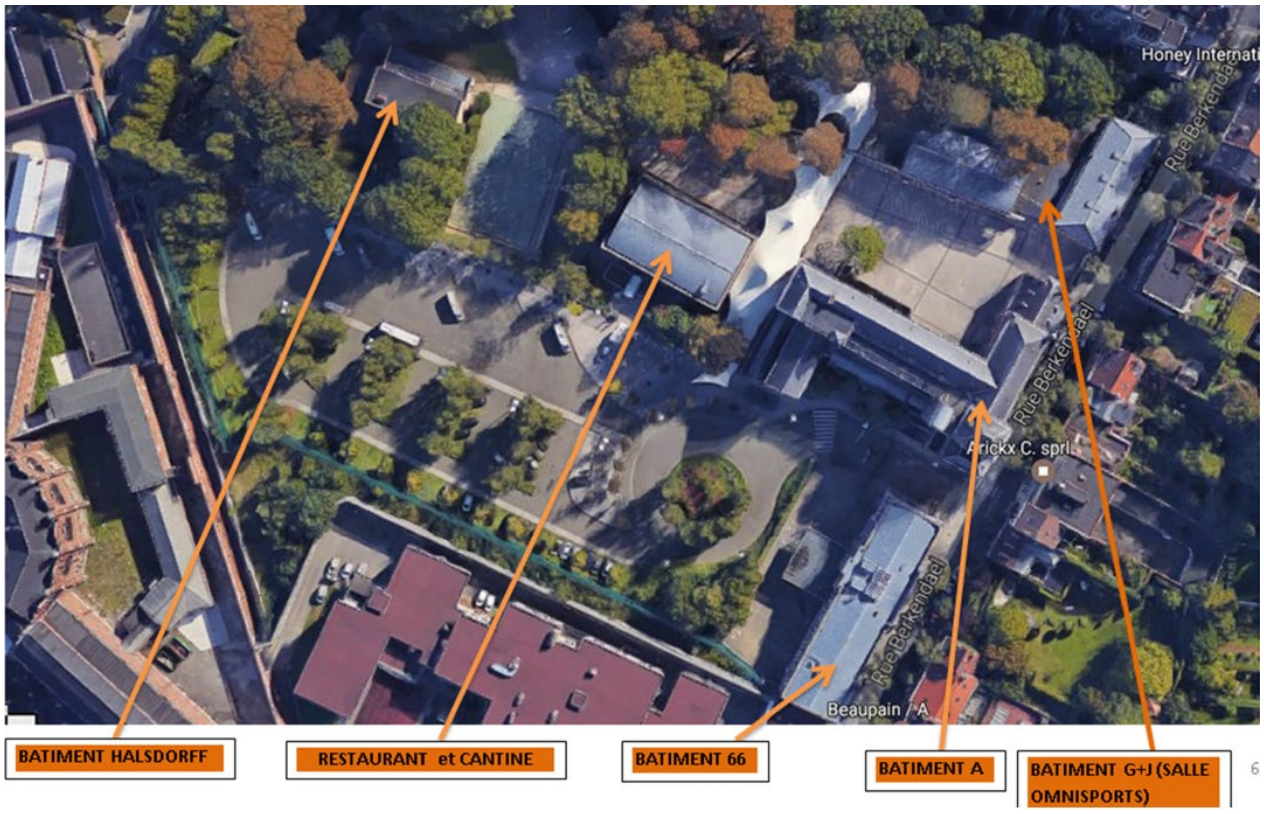 Honey Internati
Rue Berkendael
Rue Berkendael
Arickx C. sprl
Rue Berkendael
Beaupain / A
BATIMENT HALSDORFF
RESTAURANT et CANTINE
BATIMENT 66
BATIMENT A
BATIMENT G+J (SALLE
OMNISPORTS)
6